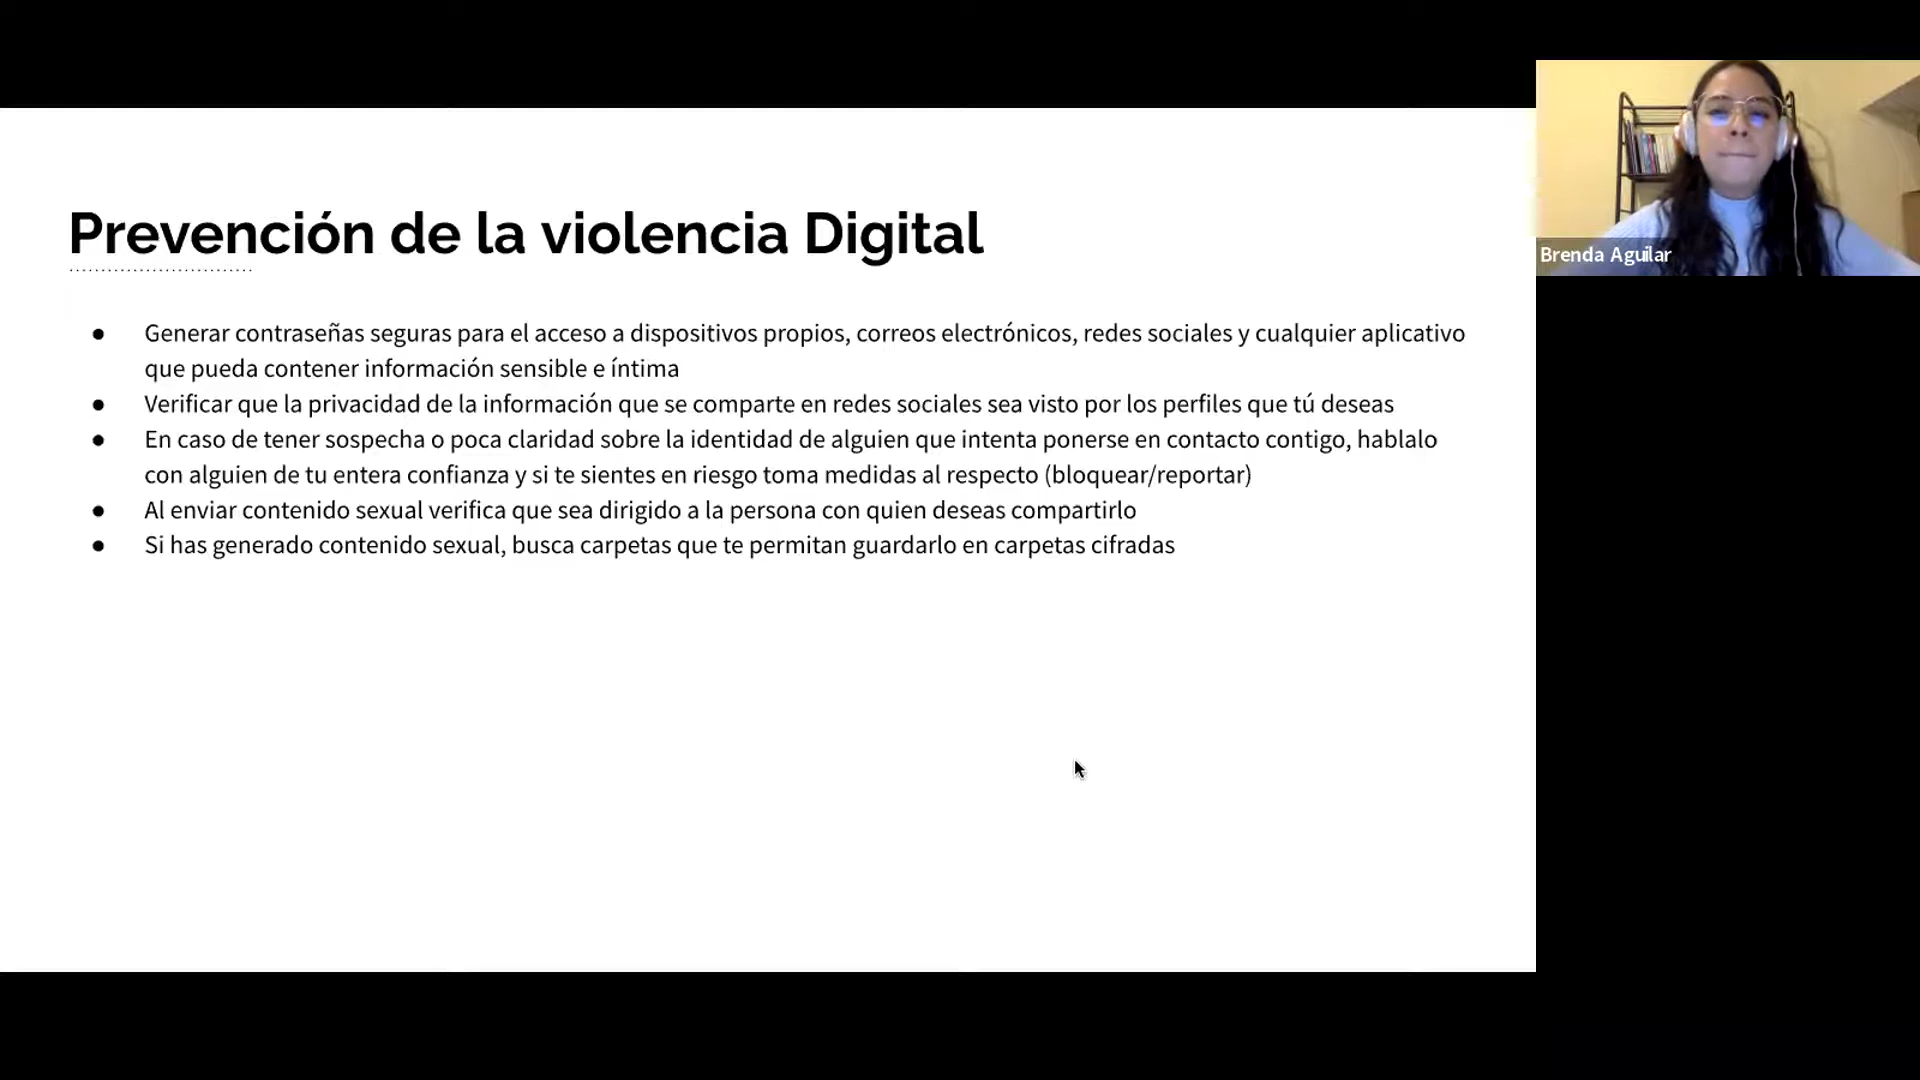 Prevención de la violencia Digital
● Generar contraseñas seguras para el acceso a dispositivos propios, correos electrónicos, redes sociales y cualquier aplicativo
que pueda contener información sensible e íntima
● Verificar que la privacidad de la información que se comparte en redes sociales sea visto por los perfiles que tú deseas
● En caso de tener sospecha o poca claridad sobre la identidad de alguien que intenta ponerse en contacto contigo, hablalo
con alguien de tu entera confianza y si te sientes en riesgo toma medidas al respecto (bloquear/reportar)
● Al enviar contenido sexual verifica que sea dirigido a la persona con quien deseas compartirlo
● Si has generado contenido sexual, busca carpetas que te permitan guardarlo en carpetas cifradas
Brenda Aguilar